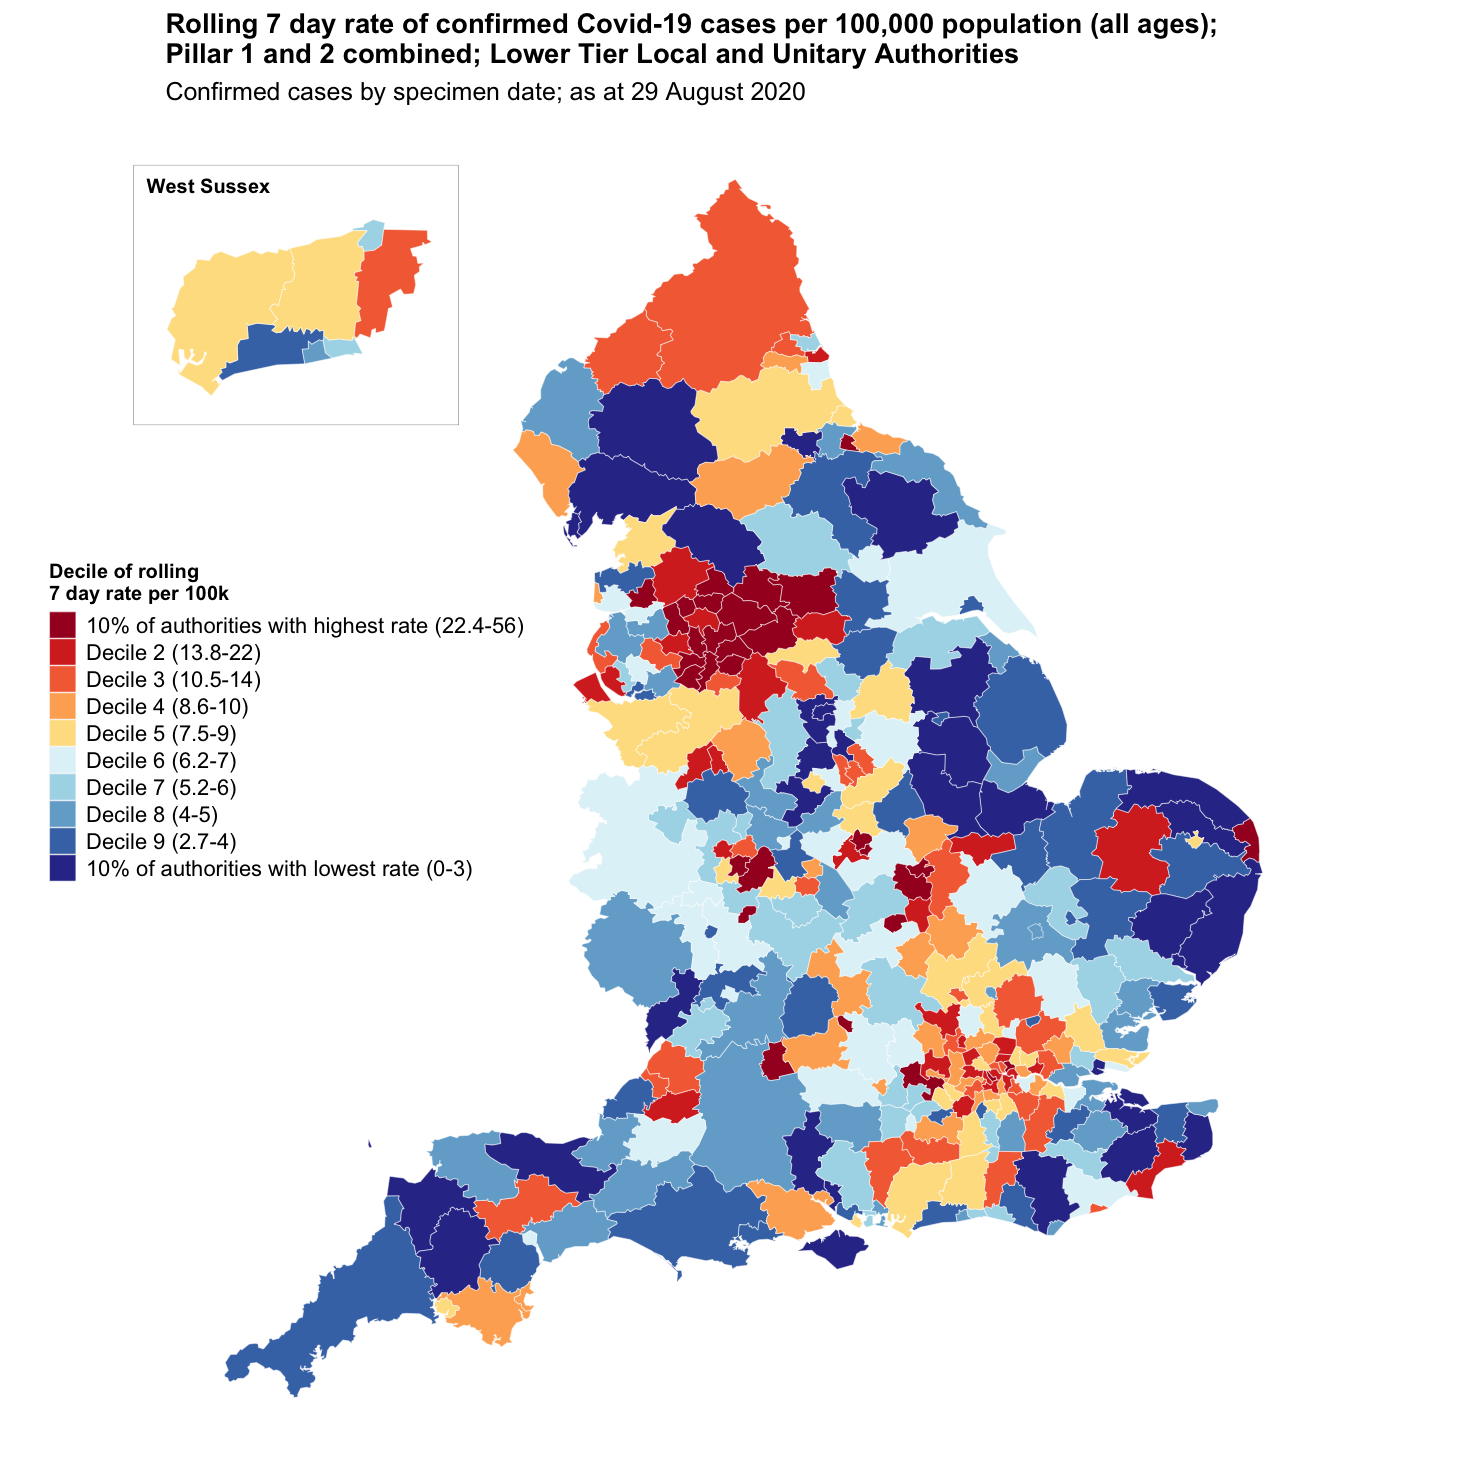 Rolling 7 day rate of confirmed Covid-19 cases per 100,000 population (all ages);
Pillar 1 and 2 combined; Lower Tier Local and Unitary Authorities
Confirmed cases by specimen date; as at 29 August 2020
West Sussex
Decile of rolling
7 day rate per 100k
10% of authorities with highest rate (22.4-56)
Decile 2 (13.8-22)
Decile 3 (10.5-14)
Decile 4 (8.6-10)
Decile 5 (7.5-9)
Decile 6 (6.2-7)
Decile 7 (5.2-6)
Decile 8 (4-5)
Decile 9 (2.7-4)
10% of authorities with lowest rate (0-3)